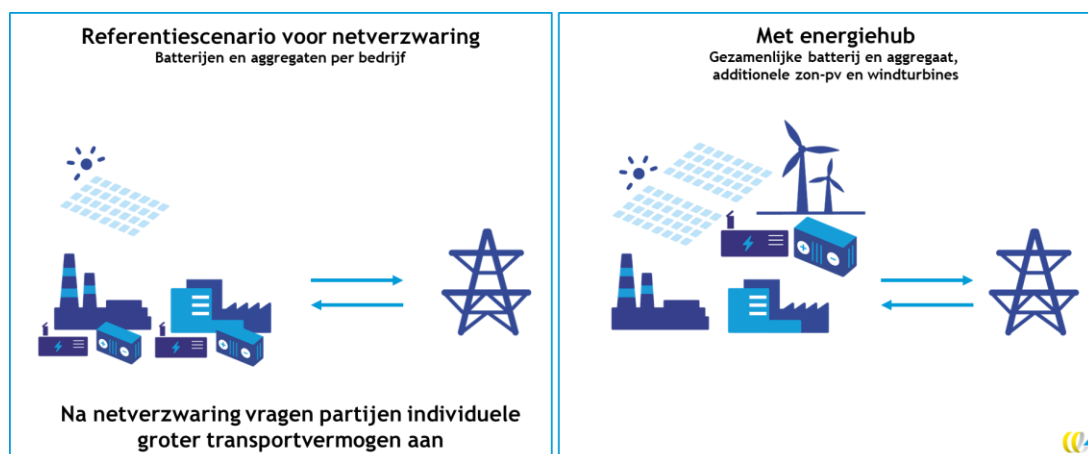 Referentiescenario voor netverzwaring
Batterijen en aggregaten per bedrijf
Na netverzwaring vragen partijen individuele
groter transportvermogen aan
Met energiehub
Gezamenlijke batterij en aggregaat,
additionele zon-pv en windturbines